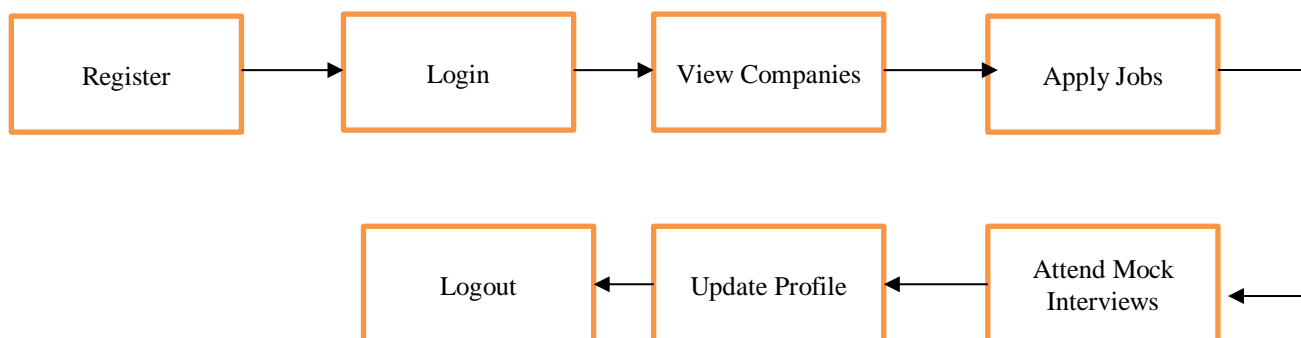 Register
Login
View Companies
Apply Jobs
Attend Mock
Interviews
Update Profile
Logout